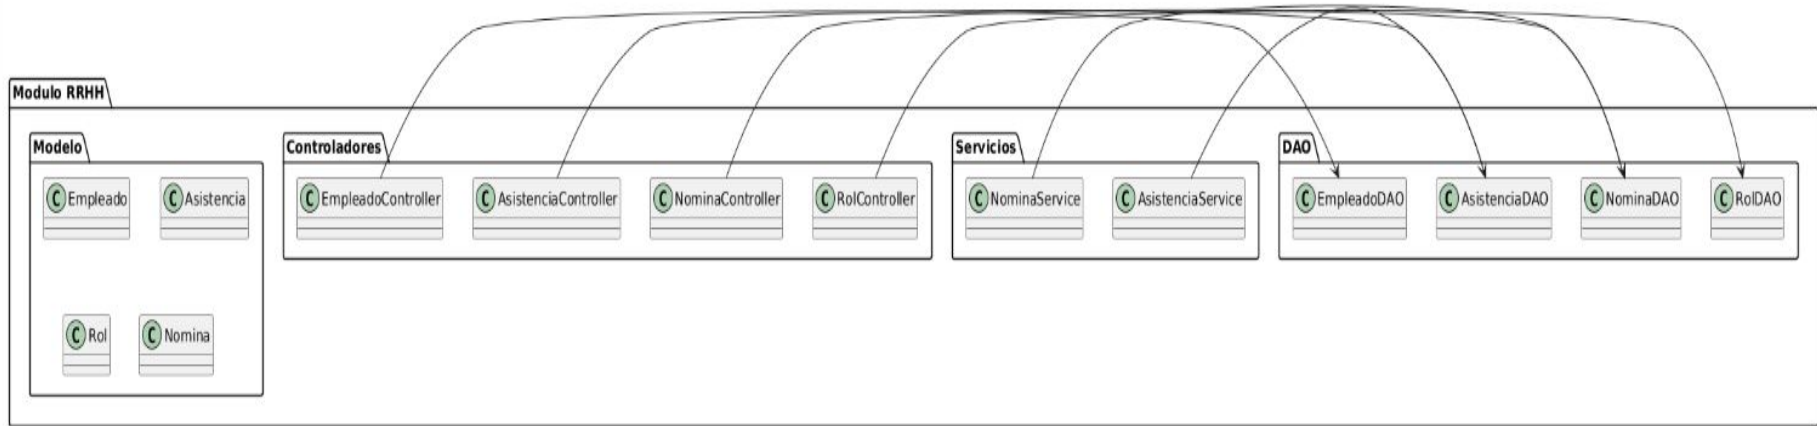 Modulo RRHH
Modelo
C Empleado
C Asistencia
C Rol
C Nomina
Controladores
C EmpleadoController
C AsistenciaController
C NominaController
C RolController
Servicios
C NominaService
C AsistenciaService
DAO
C EmpleadoDAO
C AsistenciaDAO
C NominaDAO
C RolDAO